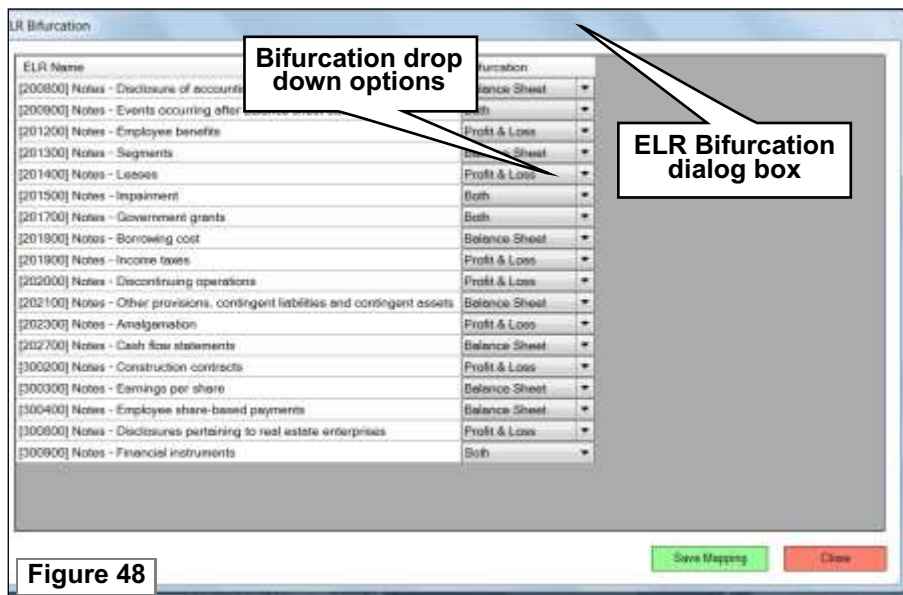 ELR Bifurcation
ELR Name
Bifurcation drop
down options
[200800] Notes - Disclosure of
[200900] Notes - Events occurring after
[201200] Notes - Employee benefits Profit & Loss
[201300] Notes - Segments Balance Sheet
[201400] Notes - Leases Profit & Loss
[201500] Notes - Impairment Both
[201700] Notes - Government grants Both
[201800] Notes - Borrowing cost Balance Sheet
[201900] Notes - Income taxes Profit & Loss
[202000] Notes - Discontinuing operations Profit & Loss
[202100] Notes - Other provisions, contingent liabilities and contingent assets Balance Sheet
[202300] Notes - Amalgamation Profit & Loss
[202700] Notes - Cash flow statements Balance Sheet
[300200] Notes - Construction contracts Profit & Loss
[300300] Notes - Earnings per share Balance Sheet
[300400] Notes - Employee share-based payments Balance Sheet
[300800] Notes - Disclosures pertaining to real estate enterprises Profit & Loss
[300900] Notes - Financial instruments Both
ELR Bifurcation
dialog box
Save Mapping Close
Figure 48